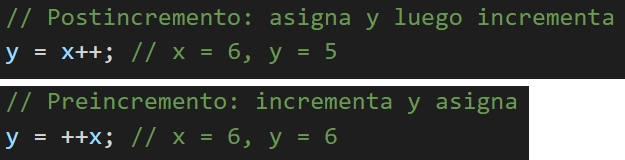 // Postincremento: asigna y luego incrementa
y = x++; // x = 6, y = 5
// Preincremento: incrementa y asigna
y = ++x; // x = 6, y = 6